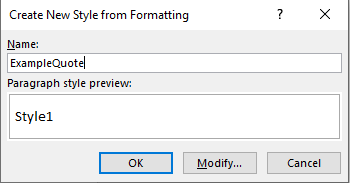 Create New Style from Formatting ? ×
Name:
ExampleQuote
Paragraph style preview:
Style1
OK Modify... Cancel